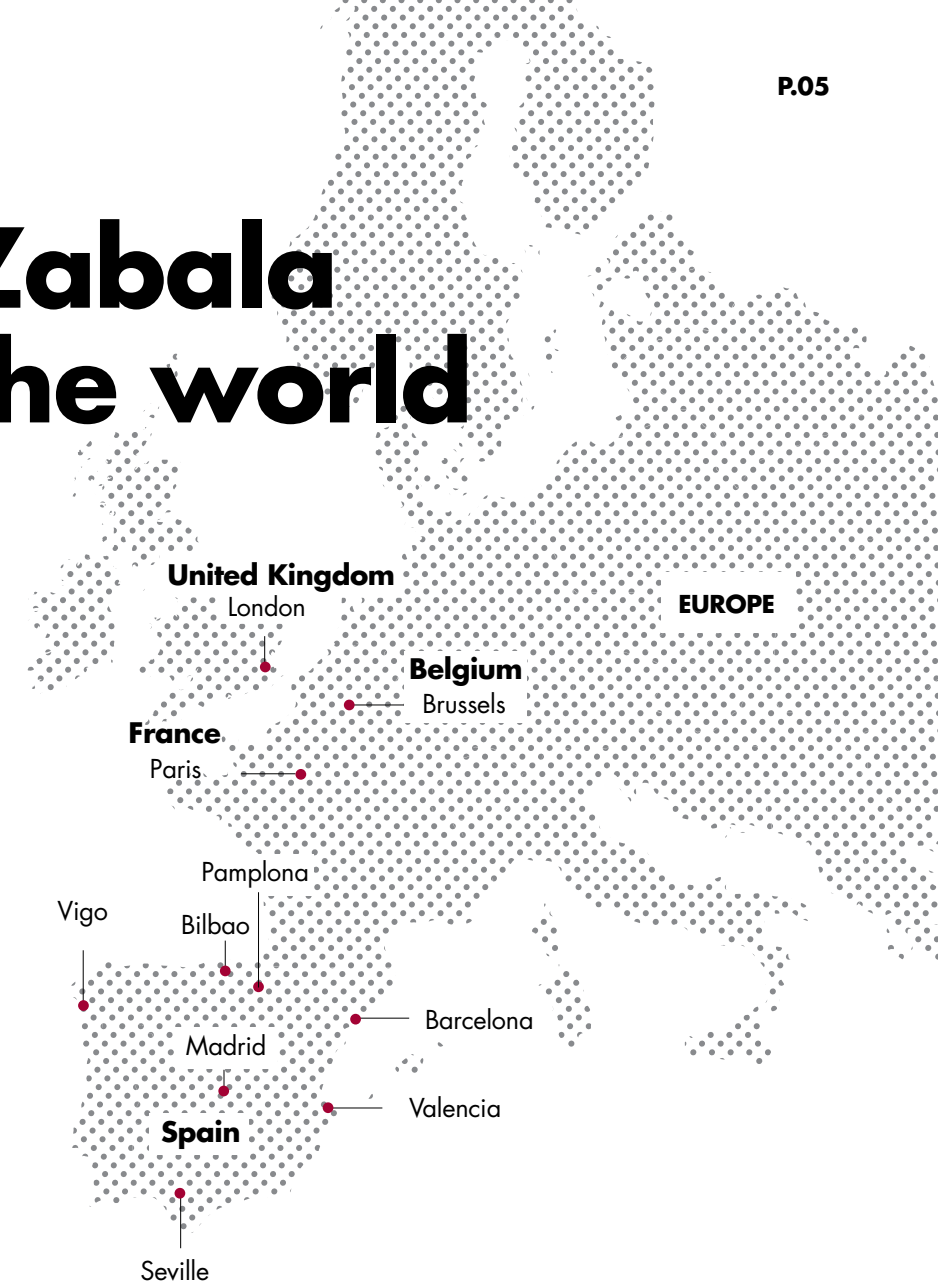 P.05
Zabala
he world
United Kingdom
London
EUROPE
Belgium
Brussels
France
Paris
Pamplona
Vigo
Bilbao
Barcelona
Madrid
Valencia
Spain
Seville